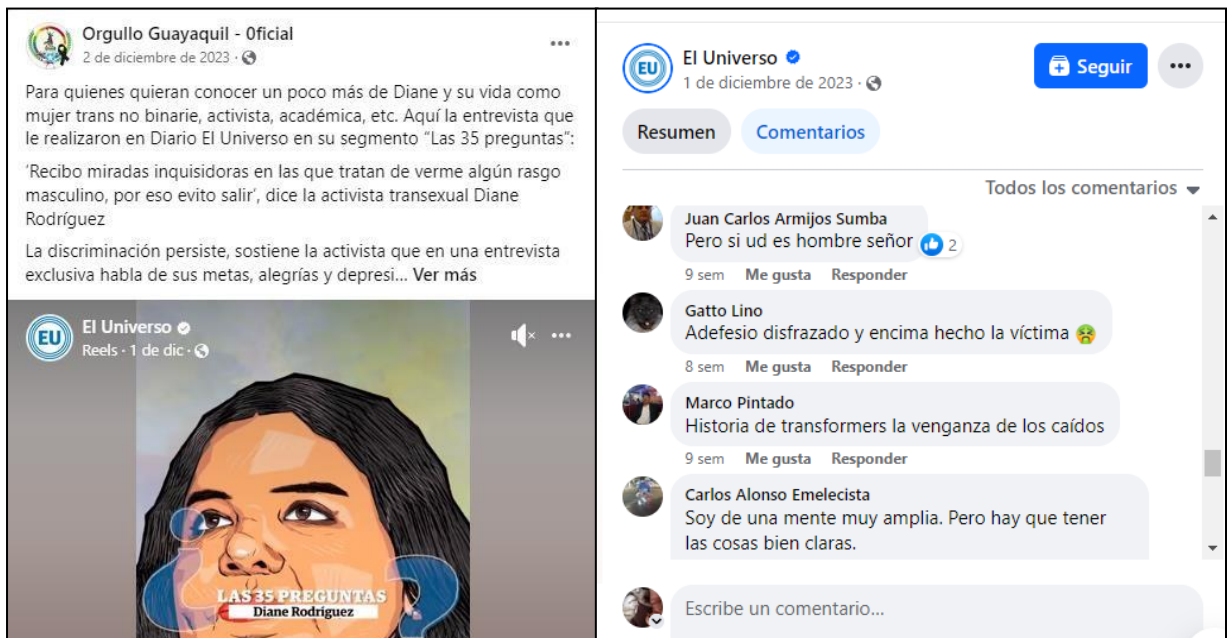 Orgullo Guayaquil - 0ficial
2 de diciembre de 2023 ·
Para quienes quieran conocer un poco más de Diane y su vida como
mujer trans no binarie, activista, académica, etc. Aquí la entrevista que
le realizaron en Diario El Universo en su segmento “Las 35 preguntas”:
‘Recibo miradas inquisidoras en las que tratan de verme algún rasgo
masculino, por eso evito salir’, dice la activista transexual Diane
Rodríguez
La discriminación persiste, sostiene la activista que en una entrevista
exclusiva habla de sus metas, alegrías y depresi... Ver más
EU
El Universo
Reels · 1 de dic ·
¿?
LAS 35 PREGUNTAS
Diane Rodríguez
EU
El Universo
1 de diciembre de 2023 ·
Seguir
Resumen
Comentarios
Todos los comentarios
Juan Carlos Armijos Sumba
Pero si ud es hombre señor
2
9 sem Me gusta Responder
Gatto Lino
Adefesio disfrazado y encima hecho la víctima 🤮
8 sem Me gusta Responder
Marco Pintado
Historia de transformers la venganza de los caídos
9 sem Me gusta Responder
Carlos Alonso Emelecista
Soy de una mente muy amplia. Pero hay que tener
las cosas bien claras.
Escribe un comentario...